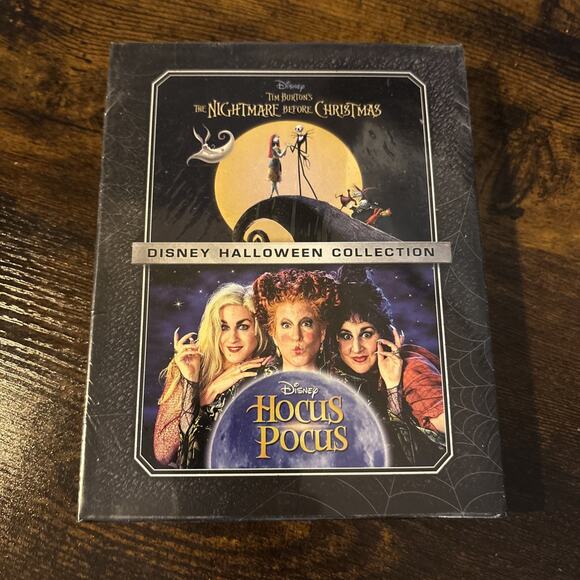 Disney
Tim Burton's
The Nightmare Before Christmas
DISNEY HALLOWEEN COLLECTION
Disney
Hocus
Pocus